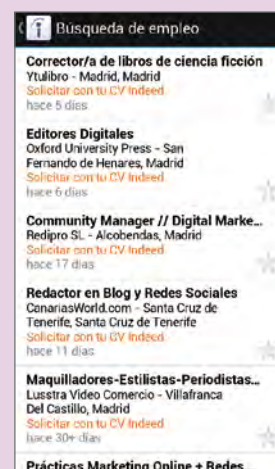 Búsqueda de empleo
Corrector/a de libros de ciencia ficción
Ytulibro - Madrid, Madrid
Solicitar con tu CV Indeed
hace 5 días
Editores Digitales
Oxford University Press - San
Fernando de Henares, Madrid
Solicitar con tu CV Indeed
hace 6 días
Community Manager // Digital Marke...
Redipro SL - Alcobendas, Madrid
Solicitar con tu CV Indeed
hace 17 días
Redactor en Blog y Redes Sociales
CanariasWorld.com - Santa Cruz de
Tenerife, Santa Cruz de Tenerife
Solicitar con tu CV Indeed
hace 11 días
Maquilladores-Estilistas-Periodistas...
Lusstra Video Comercio - Villafranca
Del Castillo, Madrid
Solicitar con tu CV Indeed
hace 30+ días
Prácticas Marketing Online + Redes